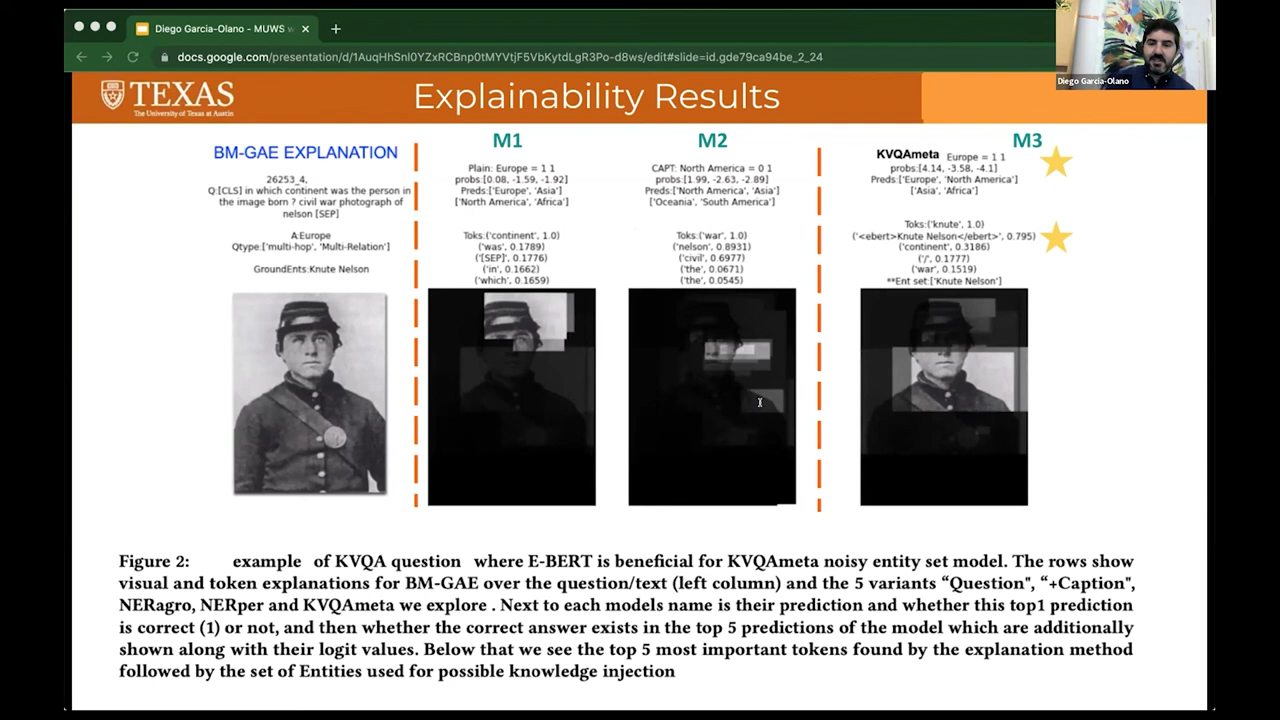 Diego Garcia-Olano - MUWS w
docs.google.com/presentation/d/1AuqHhSnl0YZxRCBnp0tMYVtjF5VbKytdLgR3Po-d8ws/edit#slide=id.gde79ca94be_2_24
Diego Garcia-Olano
TEXAS
The University of Texas at Austin
Explainability Results
BM-GAE EXPLANATION
26253_4,
Q:[CLS] in which continent was the person in
the image born ? civil war photograph of
nelson [SEP]
A:Europe
Qtype:['multi-hop', 'Multi-Relation']
GroundEnts:Knute Nelson
M1
Plain: Europe = 1 1
probs:[0.08, -1.59, -1.92]
Preds:['Europe', 'Asia']
['North America', 'Africa']
Toks:('continent', 1.0)
('was', 0.1789)
('[SEP]', 0.1776)
('in', 0.1662)
('which', 0.1659)
M2
CAPT: North America = 0 1
probs:[1.99, -2.63, -2.89]
Preds:['North America', 'Asia']
['Oceania', 'South America']
Toks:('war', 1.0)
('nelson', 0.8931)
('civil', 0.6977)
('the', 0.0671)
('the', 0.0545)
M3
KVQAmeta Europe = 1 1
probs:[4.14, -3.58, -4.1]
Preds:['Europe', 'North America']
['Asia', 'Africa']
Toks:('knute', 1.0)
('<ebert>Knute Nelson</ebert>', 0.795)
('continent', 0.3186)
('/', 0.1777)
('war', 0.1519)
**Ent set:['Knute Nelson']
Figure 2: example of KVQA question where E-BERT is beneficial for KVQAmeta noisy entity set model. The rows show
visual and token explanations for BM-GAE over the question/text (left column) and the 5 variants “Question", “+Caption",
NERagro, NERper and KVQAmeta we explore . Next to each models name is their prediction and whether this top1 prediction
is correct (1) or not, and then whether the correct answer exists in the top 5 predictions of the model which are additionally
shown along with their logit values. Below that we see the top 5 most important tokens found by the explanation method
followed by the set of Entities used for possible knowledge injection